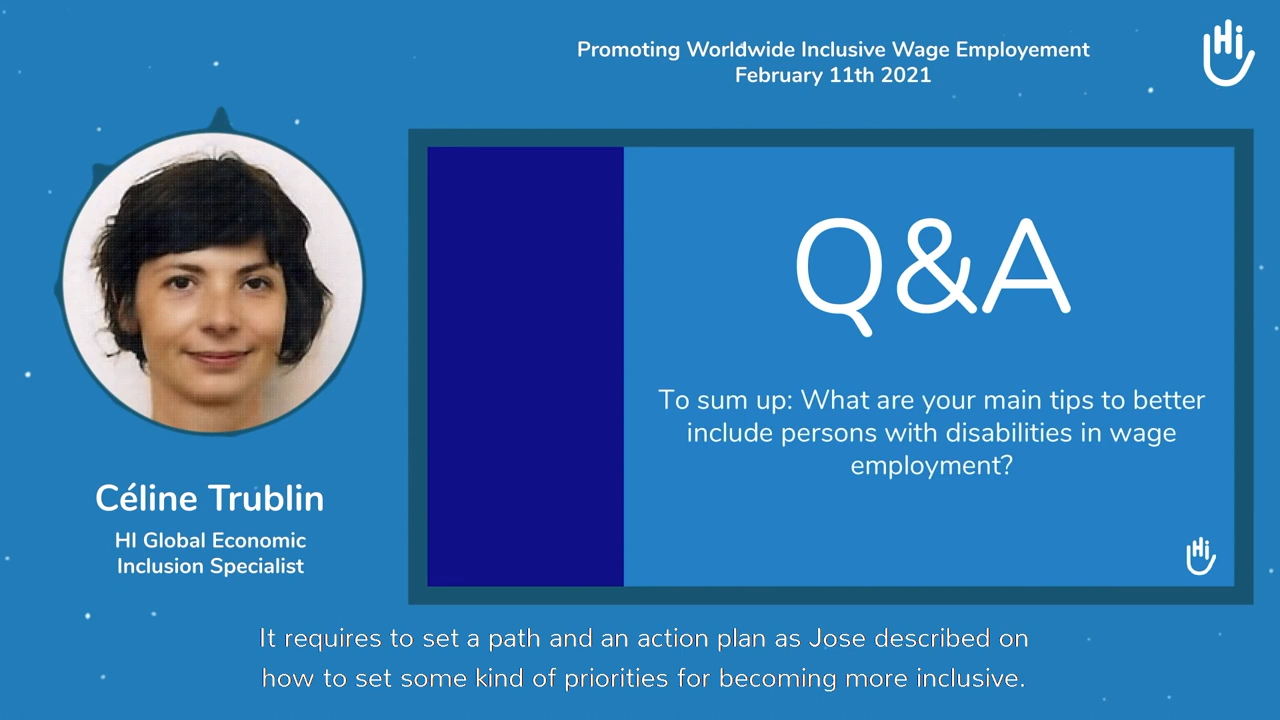 Promoting Worldwide Inclusive Wage Employement
February 11th 2021
Hi
Q&A
To sum up: What are your main tips to better
include persons with disabilities in wage
employment?
Céline Trublin
HI Global Economic
Inclusion Specialist
Hi
It requires to set a path and an action plan as Jose described on
how to set some kind of priorities for becoming more inclusive.